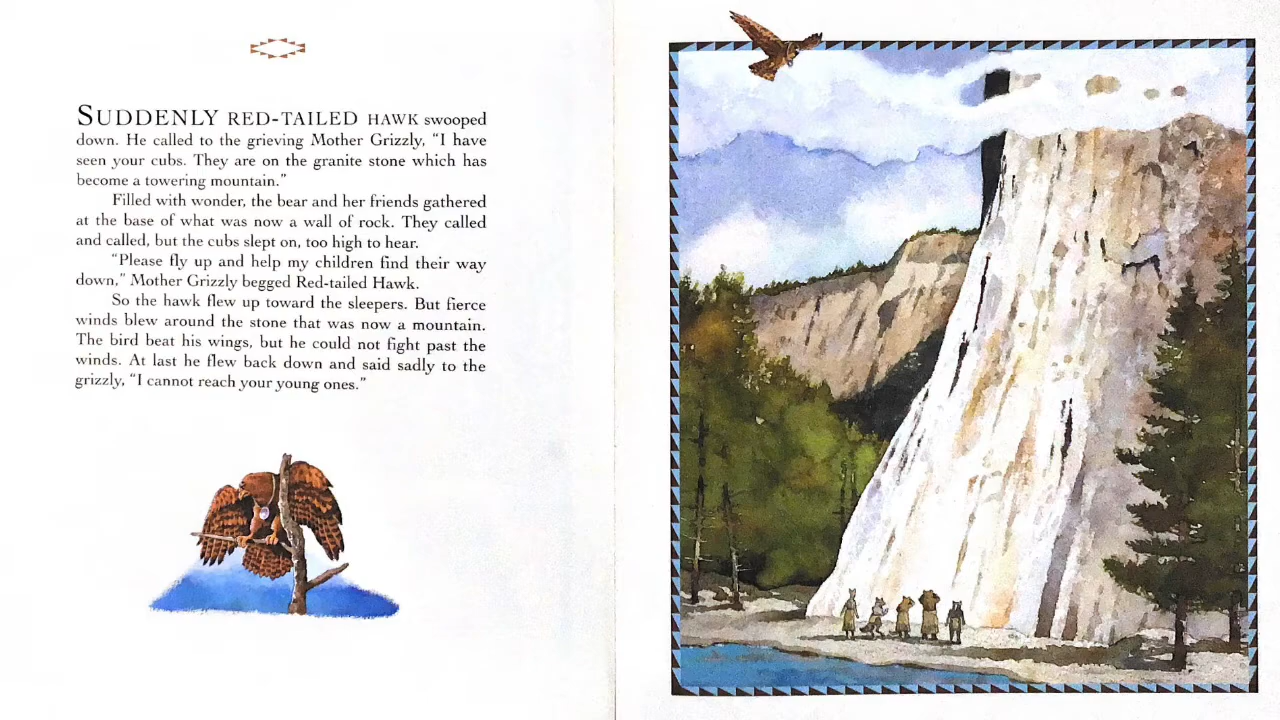 SUDDENLY RED-TAILED HAWK swooped
down. He called to the grieving Mother Grizzly, “I have
seen your cubs. They are on the granite stone which has
become a towering mountain.”
Filled with wonder, the bear and her friends gathered
at the base of what was now a wall of rock. They called
and called, but the cubs slept on, too high to hear.
“Please fly up and help my children find their way
down,” Mother Grizzly begged Red-tailed Hawk.
So the hawk flew up toward the sleepers. But fierce
winds blew around the stone that was now a mountain.
The bird beat his wings, but he could not fight past the
winds. At last he flew back down and said sadly to the
grizzly, “I cannot reach your young ones.”